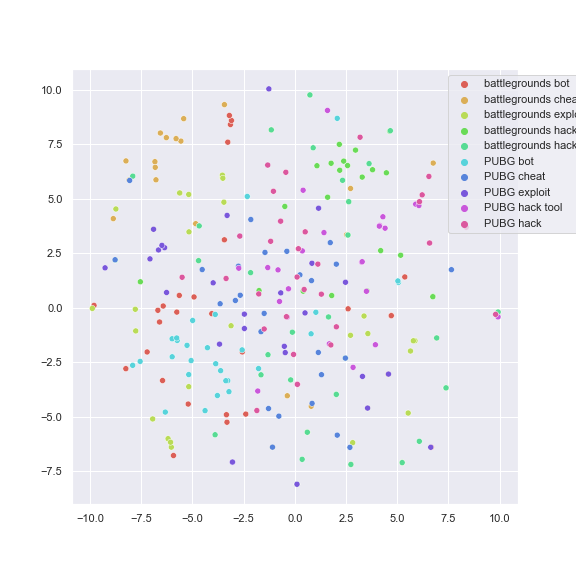 battlegrounds bot
battlegrounds chea
battlegrounds explo
battlegrounds hack
battlegrounds hack
PUBG bot
PUBG cheat
PUBG exploit
PUBG hack tool
PUBG hack
10.0
7.5
5.0
2.5
0.0
−2.5
−5.0
−7.5
−10.0 −7.5 −5.0 −2.5 0.0 2.5 5.0 7.5 10.0